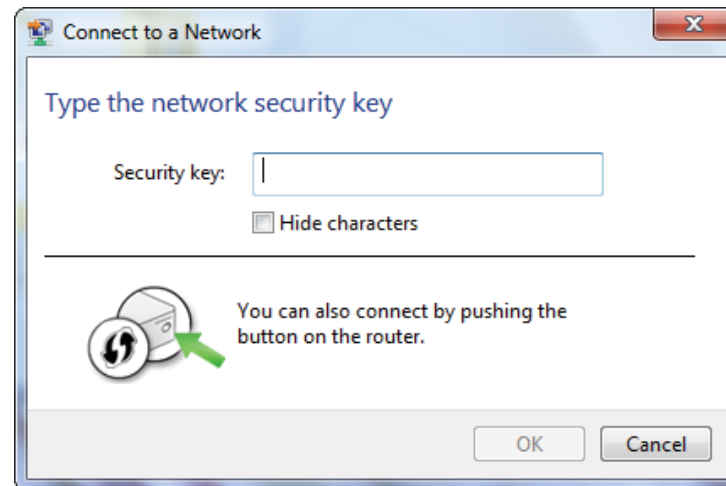 Connect to a Network
Type the network security key
Security key:
Hide characters
You can also connect by pushing the
button on the router.
OK
Cancel